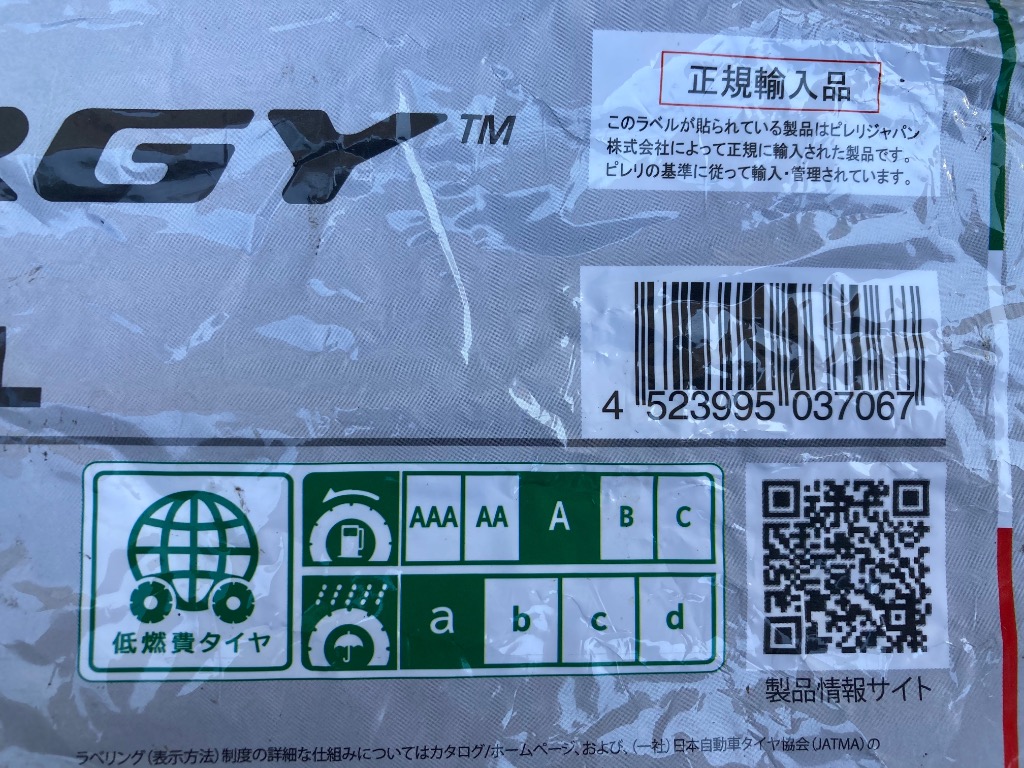 正規輸入品
このラベルが貼られている製品はピレリジャパン
株式会社によって正規に輸入された製品です。
ピレリの基準に従って輸入・管理されています。
RGY™
4 523995 037067
AAA AA A B C
a b c d
低燃費タイヤ
製品情報サイト
ラベリング(表示方法)制度の詳細な仕組みについてはカタログ/ホームページ、および、(一社)日本自動車タイヤ協会(JATMA)の